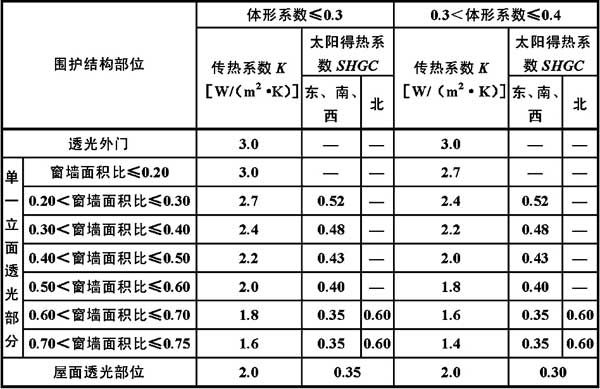 围护结构部位 体形系数≤0.3 0.3＜体形系数≤0.4
传热系数 K [W/(m²·K)] 太阳得热系数 SHGC 传热系数 K [W/(m²·K)] 太阳得热系数 SHGC
东、南、西 北 东、南、西 北
透光外门 3.0 — — 3.0 — —
单一立面透光部分
窗墙面积比≤0.20 3.0 — — 2.7 — —
0.20＜窗墙面积比≤0.30 2.7 0.52 — 2.4 0.52 —
0.30＜窗墙面积比≤0.40 2.4 0.48 — 2.2 0.48 —
0.40＜窗墙面积比≤0.50 2.2 0.43 — 2.0 0.43 —
0.50＜窗墙面积比≤0.60 2.0 0.40 — 1.8 0.40 —
0.60＜窗墙面积比≤0.70 1.8 0.35 0.60 1.6 0.35 0.60
0.70＜窗墙面积比≤0.75 1.6 0.35 0.60 1.4 0.35 0.60
屋面透光部位 2.0 0.35 2.0 0.30